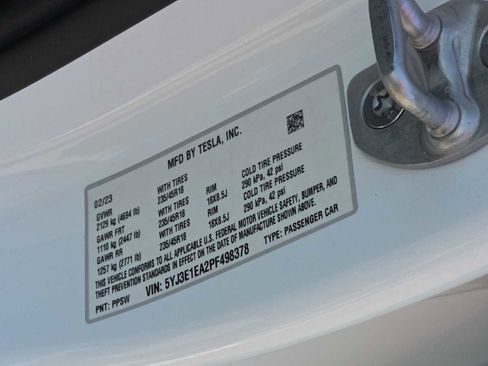 MFD BY TESLA, INC.
02/23
GVWR WITH TIRES RIM COLD TIRE PRESSURE
2129 kg (4694 lb) 235/45R18 18X8.5J 290 kPa, 42 psi
GAWR FRT WITH TIRES RIM COLD TIRE PRESSURE
1110 kg (2447 lb) 235/45R18 18X8.5J 290 kPa, 42 psi
GAWR RR
1257 kg (2771 lb) 235/45R18
THIS VEHICLE CONFORMS TO ALL APPLICABLE U.S. FEDERAL MOTOR VEHICLE SAFETY, BUMPER, AND
THEFT PREVENTION STANDARDS IN EFFECT ON THE DATE OF MANUFACTURE SHOWN ABOVE.
VIN: 5YJ3E1EA2PF498378 TYPE: PASSENGER CAR
PNT: PPSW